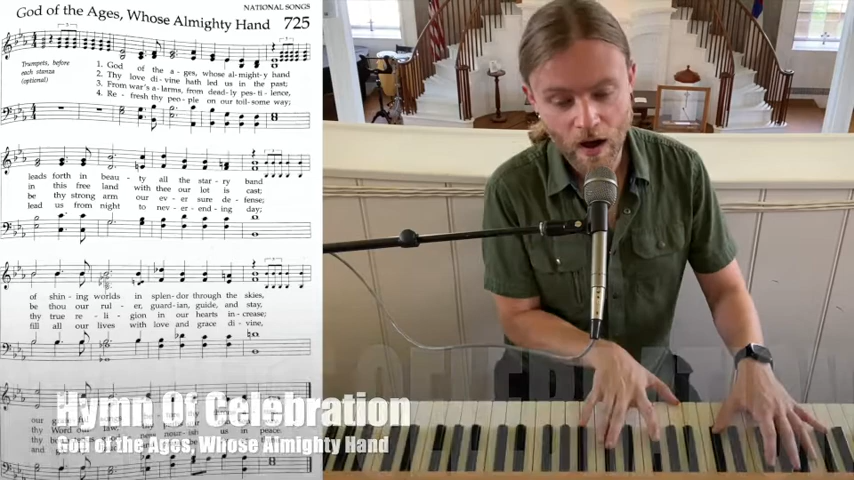 God of the Ages, Whose Almighty Hand
NATIONAL SONGS
725
Trumpets, before
each stanza
(optional)
1. God of the a - ges, whose al - might - y hand
2. Thy love di - vine hath led us in the past;
3. From war's a - larms, from dead - ly pes - ti - lence,
4. Re - fresh thy peo - ple on our toil - some way;
leads forth in beau - ty all the star - ry band
in this free land with thee our lot is cast;
be thy strong arm our ev - er sure de - fense;
lead us from night to nev - er - end - ing day;
NATIONAL SONGS
of shin - ing worlds in splen - dor through the skies,
be thou our rul - er, guard - ian, guide, and stay,
thy true re - li - gion in our hearts in - crease;
fill all our lives with love and grace di - vine,
Hymn Of Celebration
God of the Ages, Whose Almighty Hand